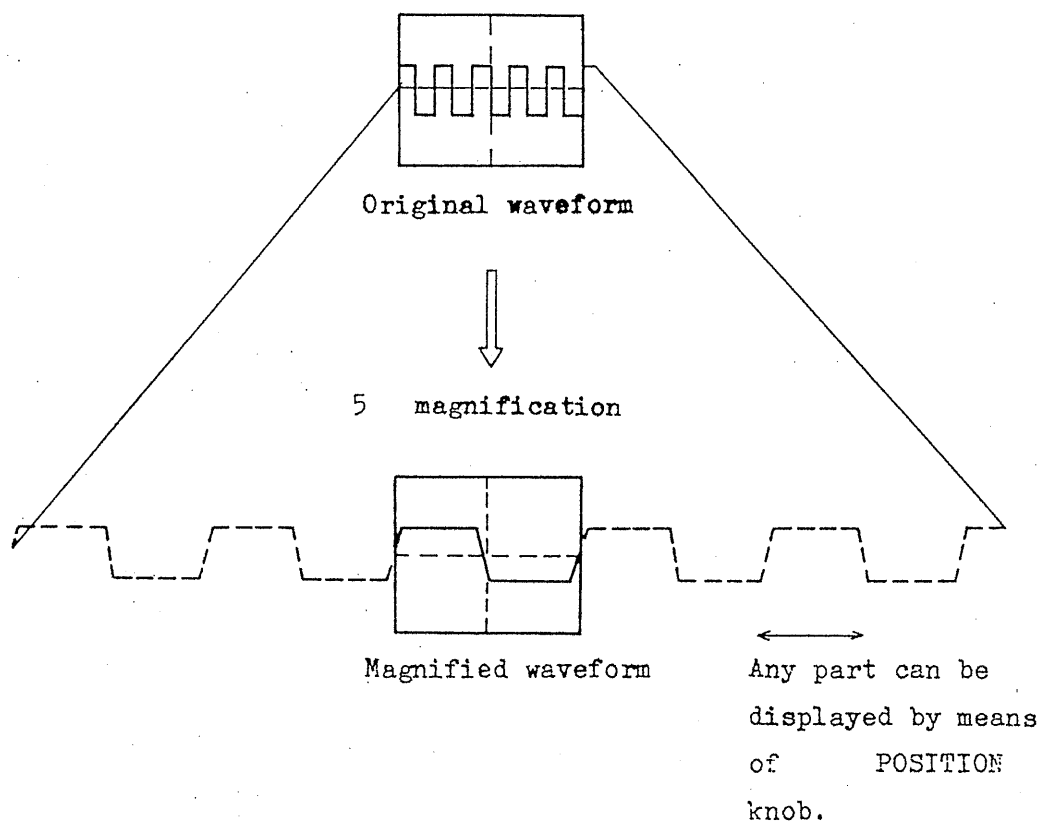 Original waveform
5 magnification
Magnified waveform
Any part can be
displayed by means
of POSITION
knob.